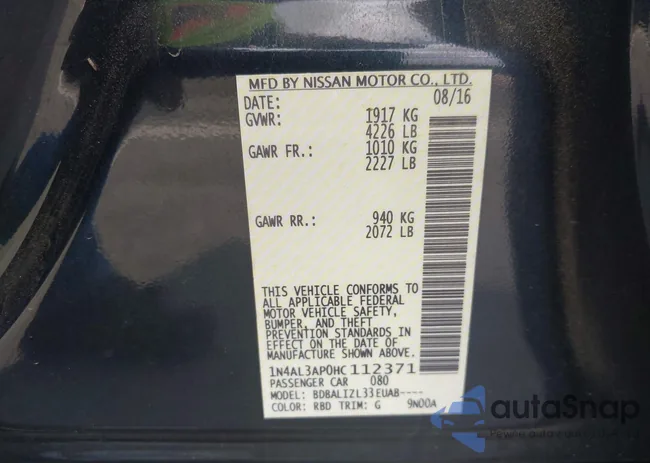 MFD BY NISSAN MOTOR CO., LTD.
DATE: 08/16
GVWR: 1917 KG
4226 LB
GAWR FR.: 1010 KG
2227 LB
GAWR RR.: 940 KG
2072 LB
THIS VEHICLE CONFORMS TO
ALL APPLICABLE FEDERAL
MOTOR VEHICLE SAFETY,
BUMPER, AND THEFT
PREVENTION STANDARDS IN
EFFECT ON THE DATE OF
MANUFACTURE SHOWN ABOVE.
1N4AL3AP0HC112371
PASSENGER CAR 080
MODEL: BDBALIZL33EUAB----
COLOR: RBD TRIM: G 9N00A
autoSnap